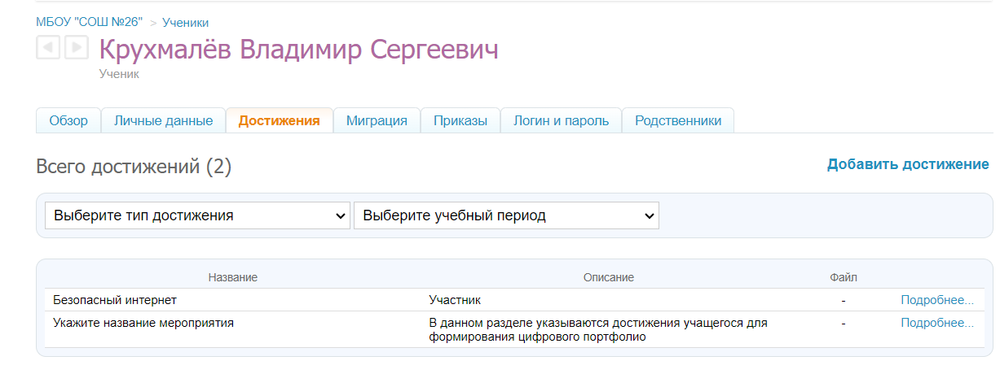 МБОУ "СОШ №26" > Ученики
Крухмалёв Владимир Сергеевич
Ученик
Обзор Личные данные Достижения Миграция Приказы Логин и пароль Родственники
Всего достижений (2) Добавить достижение
Выберите тип достижения Выберите учебный период
Название Описание Файл
Безопасный интернет Участник - Подробнее...
Укажите название мероприятия В данном разделе указываются достижения учащегося для - Подробнее...
формирования цифрового портфолио